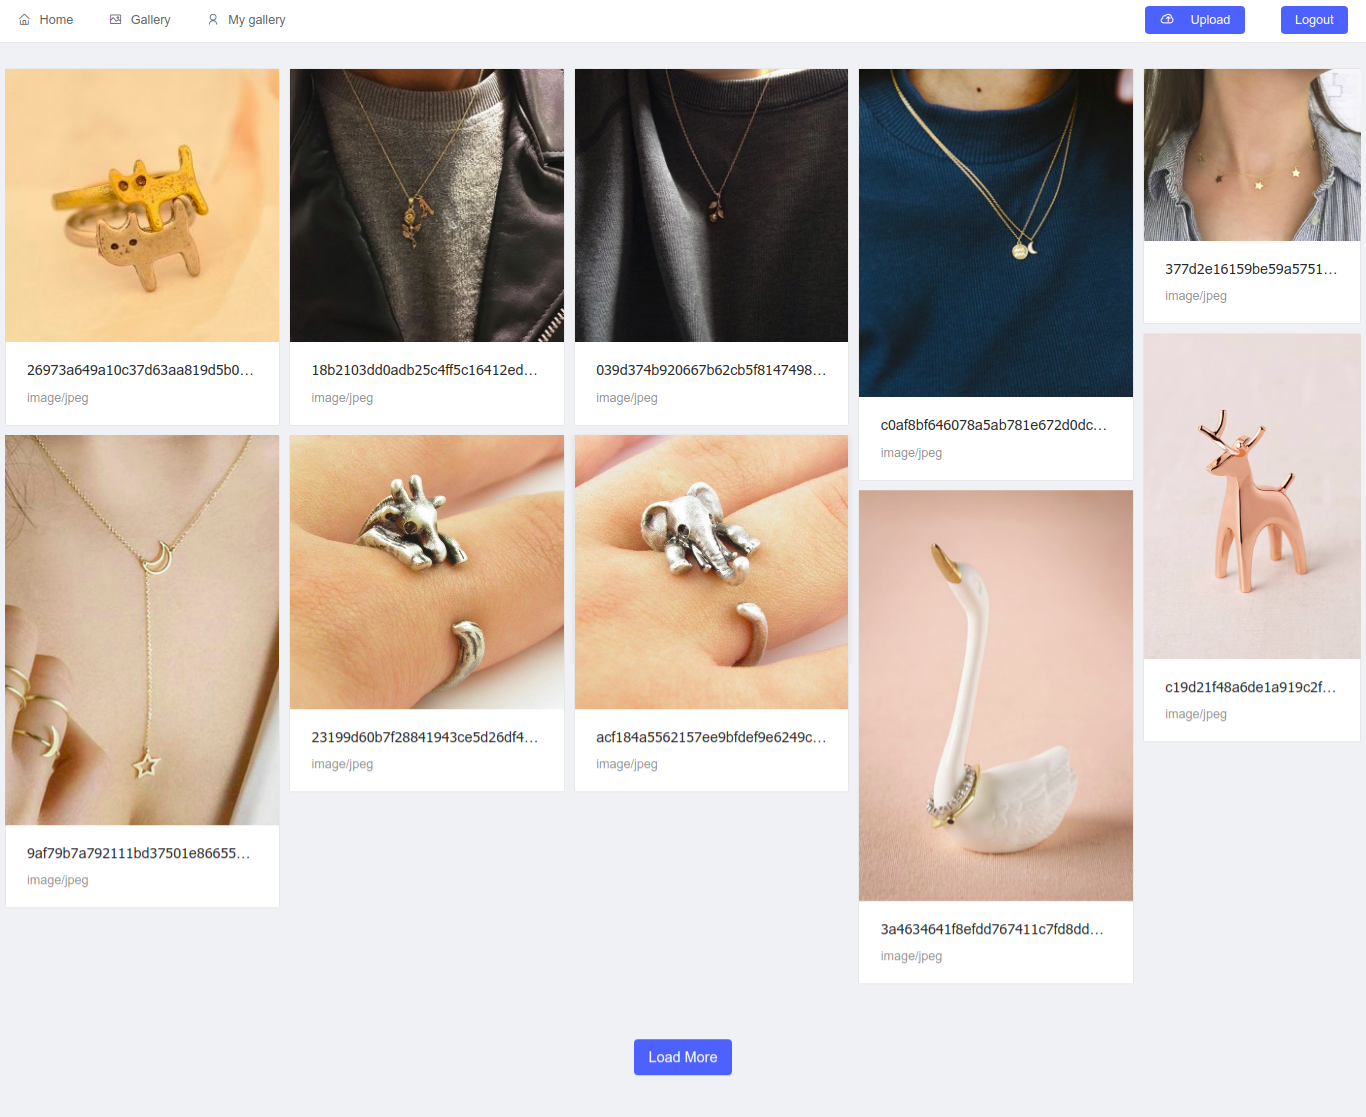 Home
Gallery
My gallery
Upload
Logout
26973a649a10c37d63aa819d5b0...
image/jpeg
18b2103dd0adb25c4ff5c16412ed...
image/jpeg
039d374b920667b62cb5f8147498...
image/jpeg
c0af8bf646078a5ab781e672d0dc...
image/jpeg
377d2e16159be59a5751...
image/jpeg
9af79b7a792111bd37501e86655...
image/jpeg
23199d60b7f28841943ce5d26df4...
image/jpeg
acf184a5562157ee9bfdef9e6249c...
image/jpeg
3a4634641f8efdd767411c7fd8dd...
image/jpeg
c19d21f48a6de1a919c2f...
image/jpeg
Load More